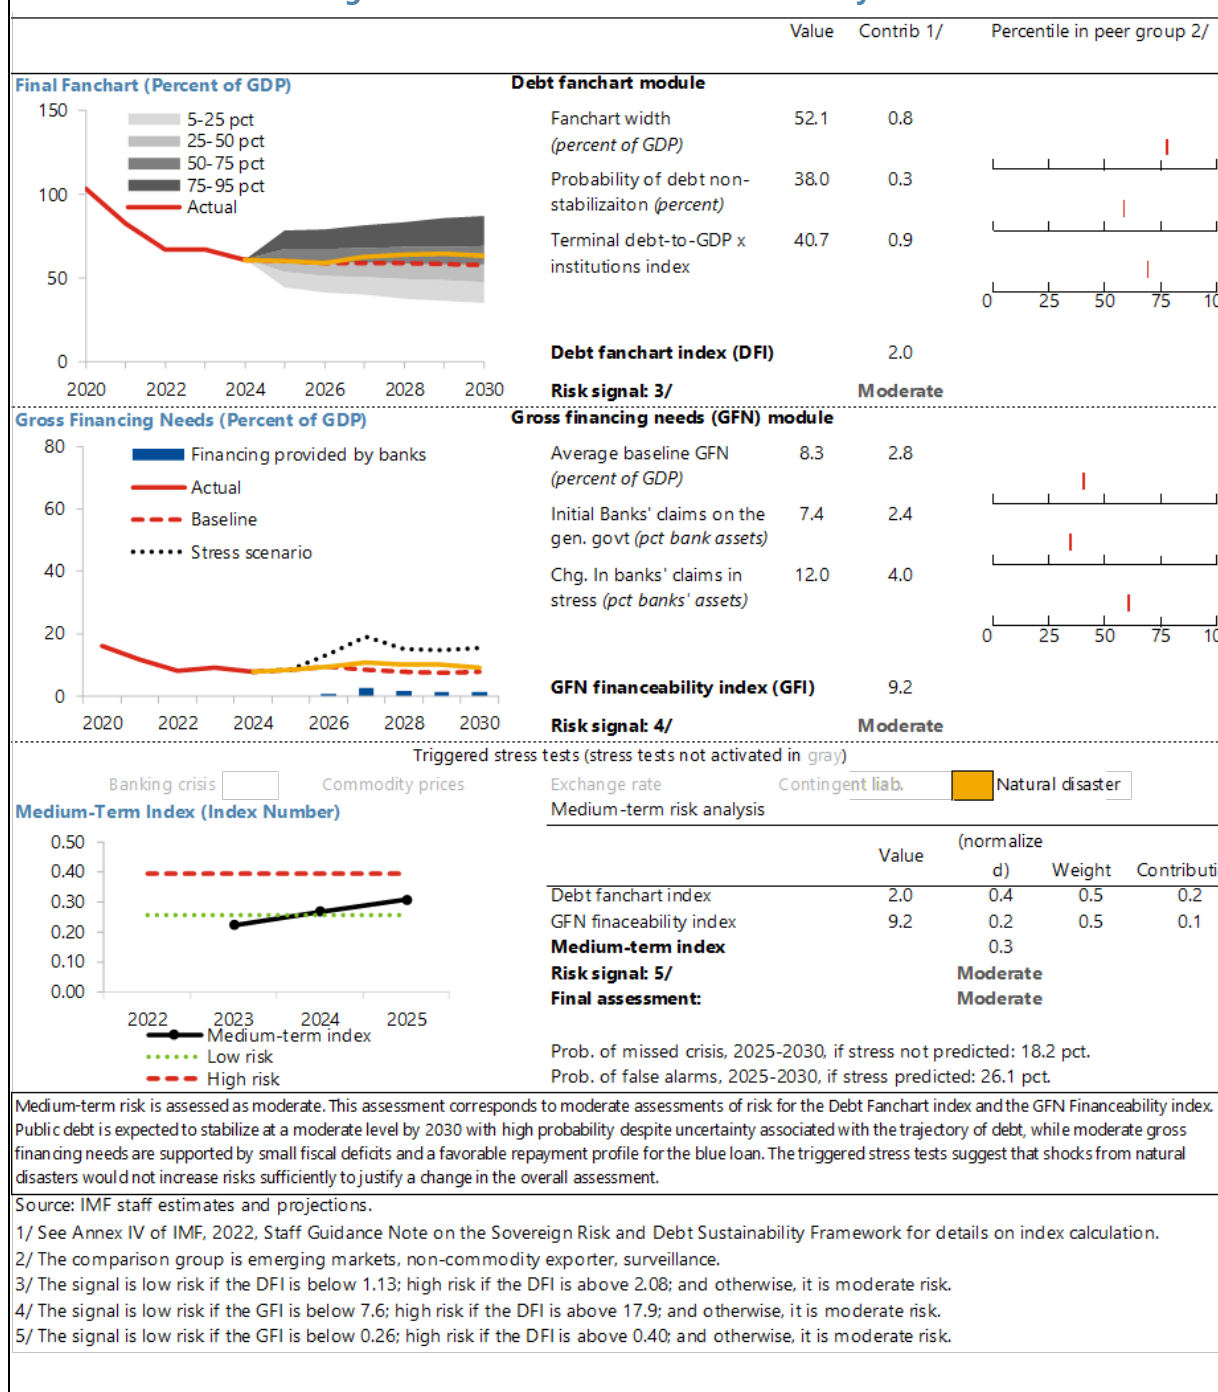 Value Contrib 1/ Percentile in peer group 2/
Final Fanchart (Percent of GDP)
150
100
50
0
5-25 pct
25-50 pct
50-75 pct
75-95 pct
Actual
2020 2022 2024 2026 2028 2030
Debt fanchart module
Fanchart width 52.1 0.8
(percent of GDP)
Probability of debt non- 38.0 0.3
stabilizaiton (percent)
Terminal debt-to-GDP x 40.7 0.9
institutions index
0 25 50 75 10
Debt fanchart index (DFI) 2.0
Risk signal: 3/ Moderate
Gross Financing Needs (Percent of GDP)
80
60
40
20
0
Financing provided by banks
Actual
Baseline
Stress scenario
2020 2022 2024 2026 2028 2030
Gross financing needs (GFN) module
Average baseline GFN 8.3 2.8
(percent of GDP)
Initial Banks' claims on the 7.4 2.4
gen. govt (pct bank assets)
Chg. In banks' claims in 12.0 4.0
stress (pct banks' assets)
0 25 50 75 10
GFN financeability index (GFI) 9.2
Risk signal: 4/ Moderate
Triggered stress tests (stress tests not activated in gray)
Banking crisis Commodity prices Exchange rate Contingent liab. Natural disaster
Medium-Term Index (Index Number)
0.50
0.40
0.30
0.20
0.10
0.00
2022 2023 2024 2025
Medium-term index
Low risk
High risk
Medium-term risk analysis
Value (normalize
d) Weight Contributi
Debt fanchart index 2.0 0.4 0.5 0.2
GFN finaceability index 9.2 0.2 0.5 0.1
Medium-term index 0.3
Risk signal: 5/ Moderate
Final assessment: Moderate
Prob. of missed crisis, 2025-2030, if stress not predicted: 18.2 pct.
Prob. of false alarms, 2025-2030, if stress predicted: 26.1 pct.
Medium-term risk is assessed as moderate. This assessment corresponds to moderate assessments of risk for the Debt Fanchart index and the GFN Financeability index.
Public debt is expected to stabilize at a moderate level by 2030 with high probability despite uncertainty associated with the trajectory of debt, while moderate gross
financing needs are supported by small fiscal deficits and a favorable repayment profile for the blue loan. The triggered stress tests suggest that shocks from natural
disasters would not increase risks sufficiently to justify a change in the overall assessment.
Source: IMF staff estimates and projections.
1/ See Annex IV of IMF, 2022, Staff Guidance Note on the Sovereign Risk and Debt Sustainability Framework for details on index calculation.
2/ The comparison group is emerging markets, non-commodity exporter, surveillance.
3/ The signal is low risk if the DFI is below 1.13; high risk if the DFI is above 2.08; and otherwise, it is moderate risk.
4/ The signal is low risk if the GFI is below 7.6; high risk if the DFI is above 17.9; and otherwise, it is moderate risk.
5/ The signal is low risk if the GFI is below 0.26; high risk if the DFI is above 0.40; and otherwise, it is moderate risk.